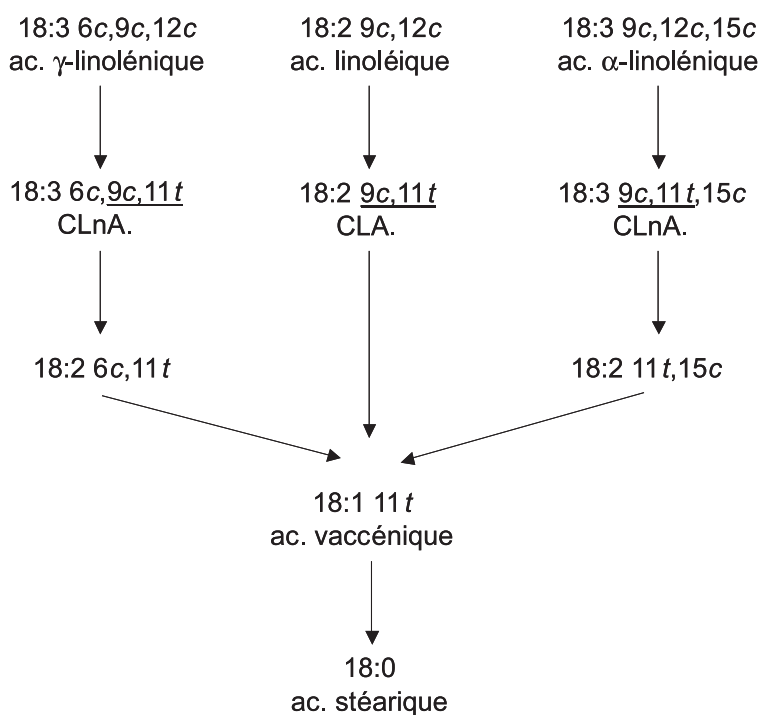 18:3 6c,9c,12c
ac. γ-linolénique
18:2 9c,12c
ac. linoléique
18:3 9c,12c,15c
ac. α-linolénique
18:3 6c,9c,11t
CLnA.
18:2 9c,11t
CLA.
18:3 9c,11t,15c
CLnA.
18:2 6c,11t
18:2 11t,15c
18:1 11t
ac. vaccénique
18:0
ac. stéarique